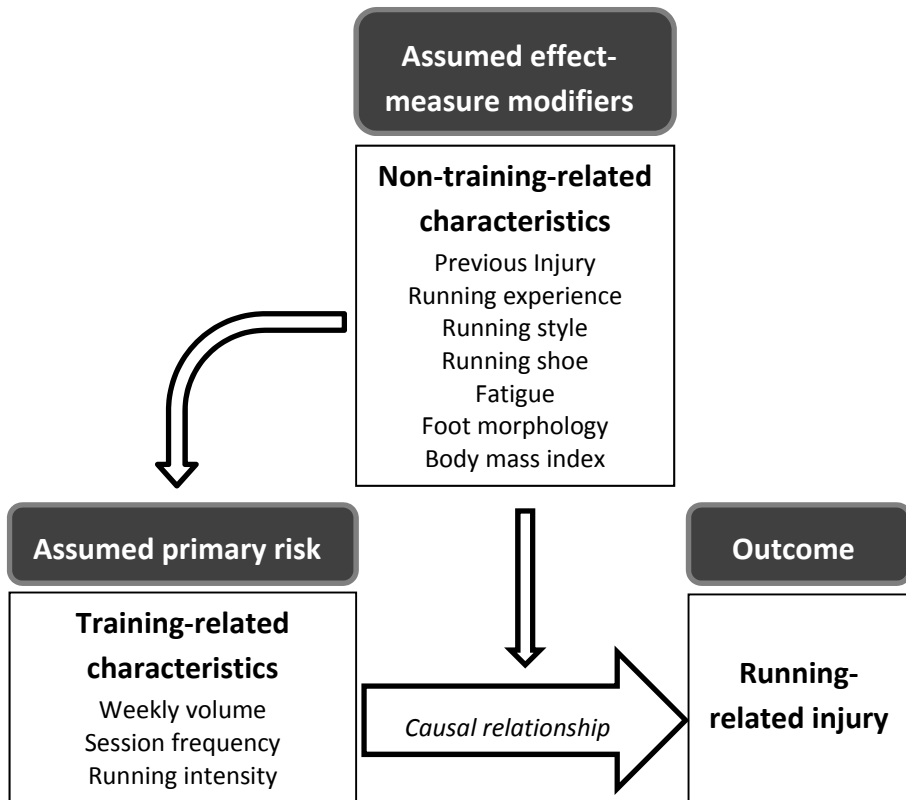 Assumed effect-
measure modifiers
Non-training-related
characteristics
Previous Injury
Running experience
Running style
Running shoe
Fatigue
Foot morphology
Body mass index
Assumed primary risk
Training-related
characteristics
Weekly volume
Session frequency
Running intensity
Causal relationship
Outcome
Running-
related injury